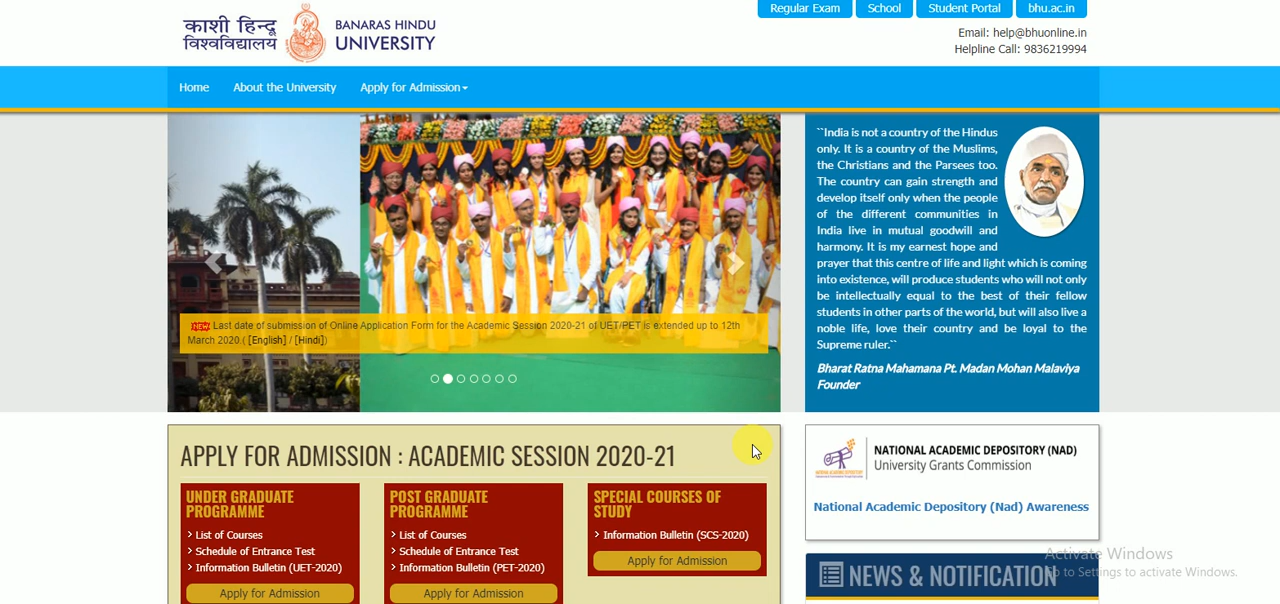 काशी हिन्दू
विश्वविद्यालय
BANARAS HINDU
UNIVERSITY
Regular Exam
School
Student Portal
bhu.ac.in
Email: help@bhuonline.in
Helpline Call: 9836219994
Home
About the University
Apply for Admission
NEW Last date of submission of Online Application Form for the Academic Session 2020-21 of UET/PET is extended up to 12th
March 2020.( [English] / [Hindi])
``India is not a country of the Hindus
only. It is a country of the Muslims,
the Christians and the Parsees too.
The country can gain strength and
develop itself only when the people
of the different communities in
India live in mutual goodwill and
harmony. It is my earnest hope and
prayer that this centre of life and light which is coming
into existence, will produce students who will not only
be intellectually equal to the best of their fellow
students in other parts of the world, but will also live a
noble life, love their country and be loyal to the
Supreme ruler.``
Bharat Ratna Mahamana Pt. Madan Mohan Malaviya
Founder
APPLY FOR ADMISSION : ACADEMIC SESSION 2020-21
UNDER GRADUATE
PROGRAMME
List of Courses
Schedule of Entrance Test
Information Bulletin (UET-2020)
Apply for Admission
POST GRADUATE
PROGRAMME
List of Courses
Schedule of Entrance Test
Information Bulletin (PET-2020)
Apply for Admission
SPECIAL COURSES OF
STUDY
Information Bulletin (SCS-2020)
Apply for Admission
NATIONAL ACADEMIC DEPOSITORY (NAD)
University Grants Commission
National Academic Depository (Nad) Awareness
NEWS & NOTIFICATION
Activate Windows
Go to Settings to activate Windows.